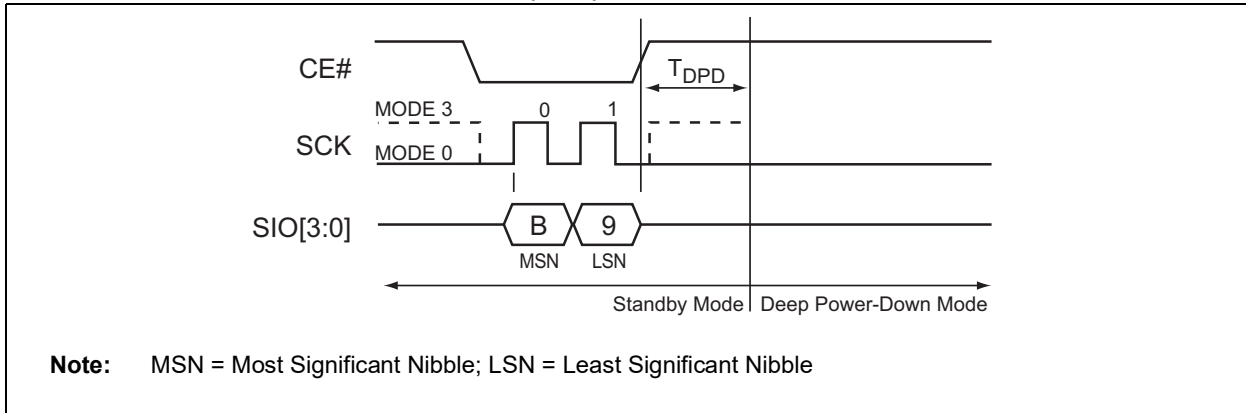 CE#
TDPD
MODE 3
0 1
SCK
MODE 0
SIO[3:0]
B 9
MSN LSN
Standby Mode Deep Power-Down Mode
Note: MSN = Most Significant Nibble; LSN = Least Significant Nibble